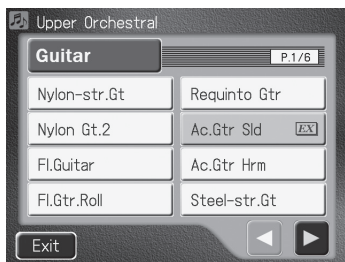 Upper Orchestral
Guitar
P.1/6
Nylon-str.Gt
Requinto Gtr
Nylon Gt.2
Ac.Gtr Sld EX
Fl.Guitar
Ac.Gtr Hrm
Fl.Gtr.Roll
Steel-str.Gt
Exit